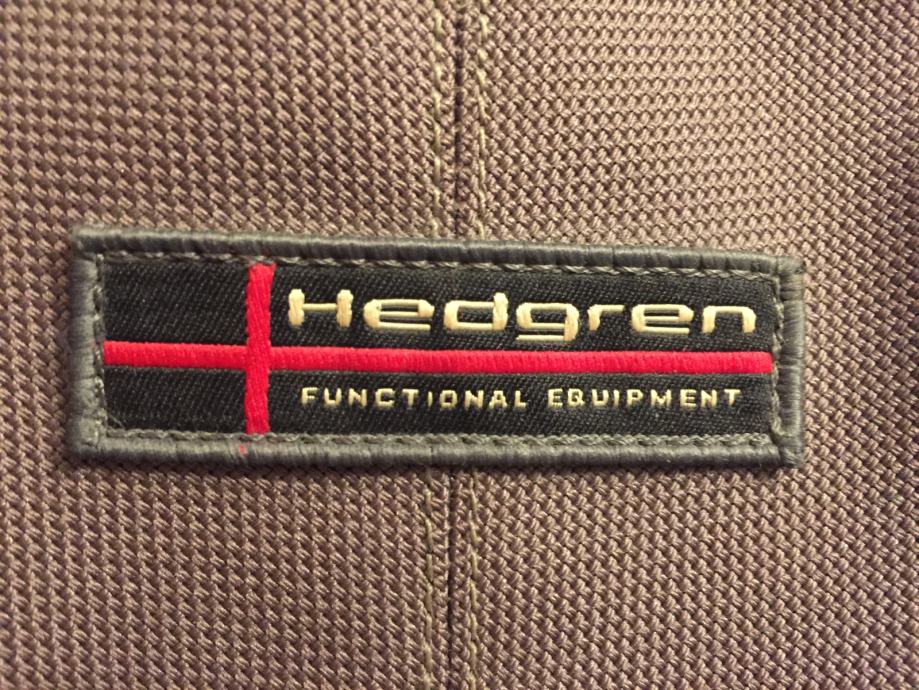 Hedgren
FUNCTIONAL EQUIPMENT